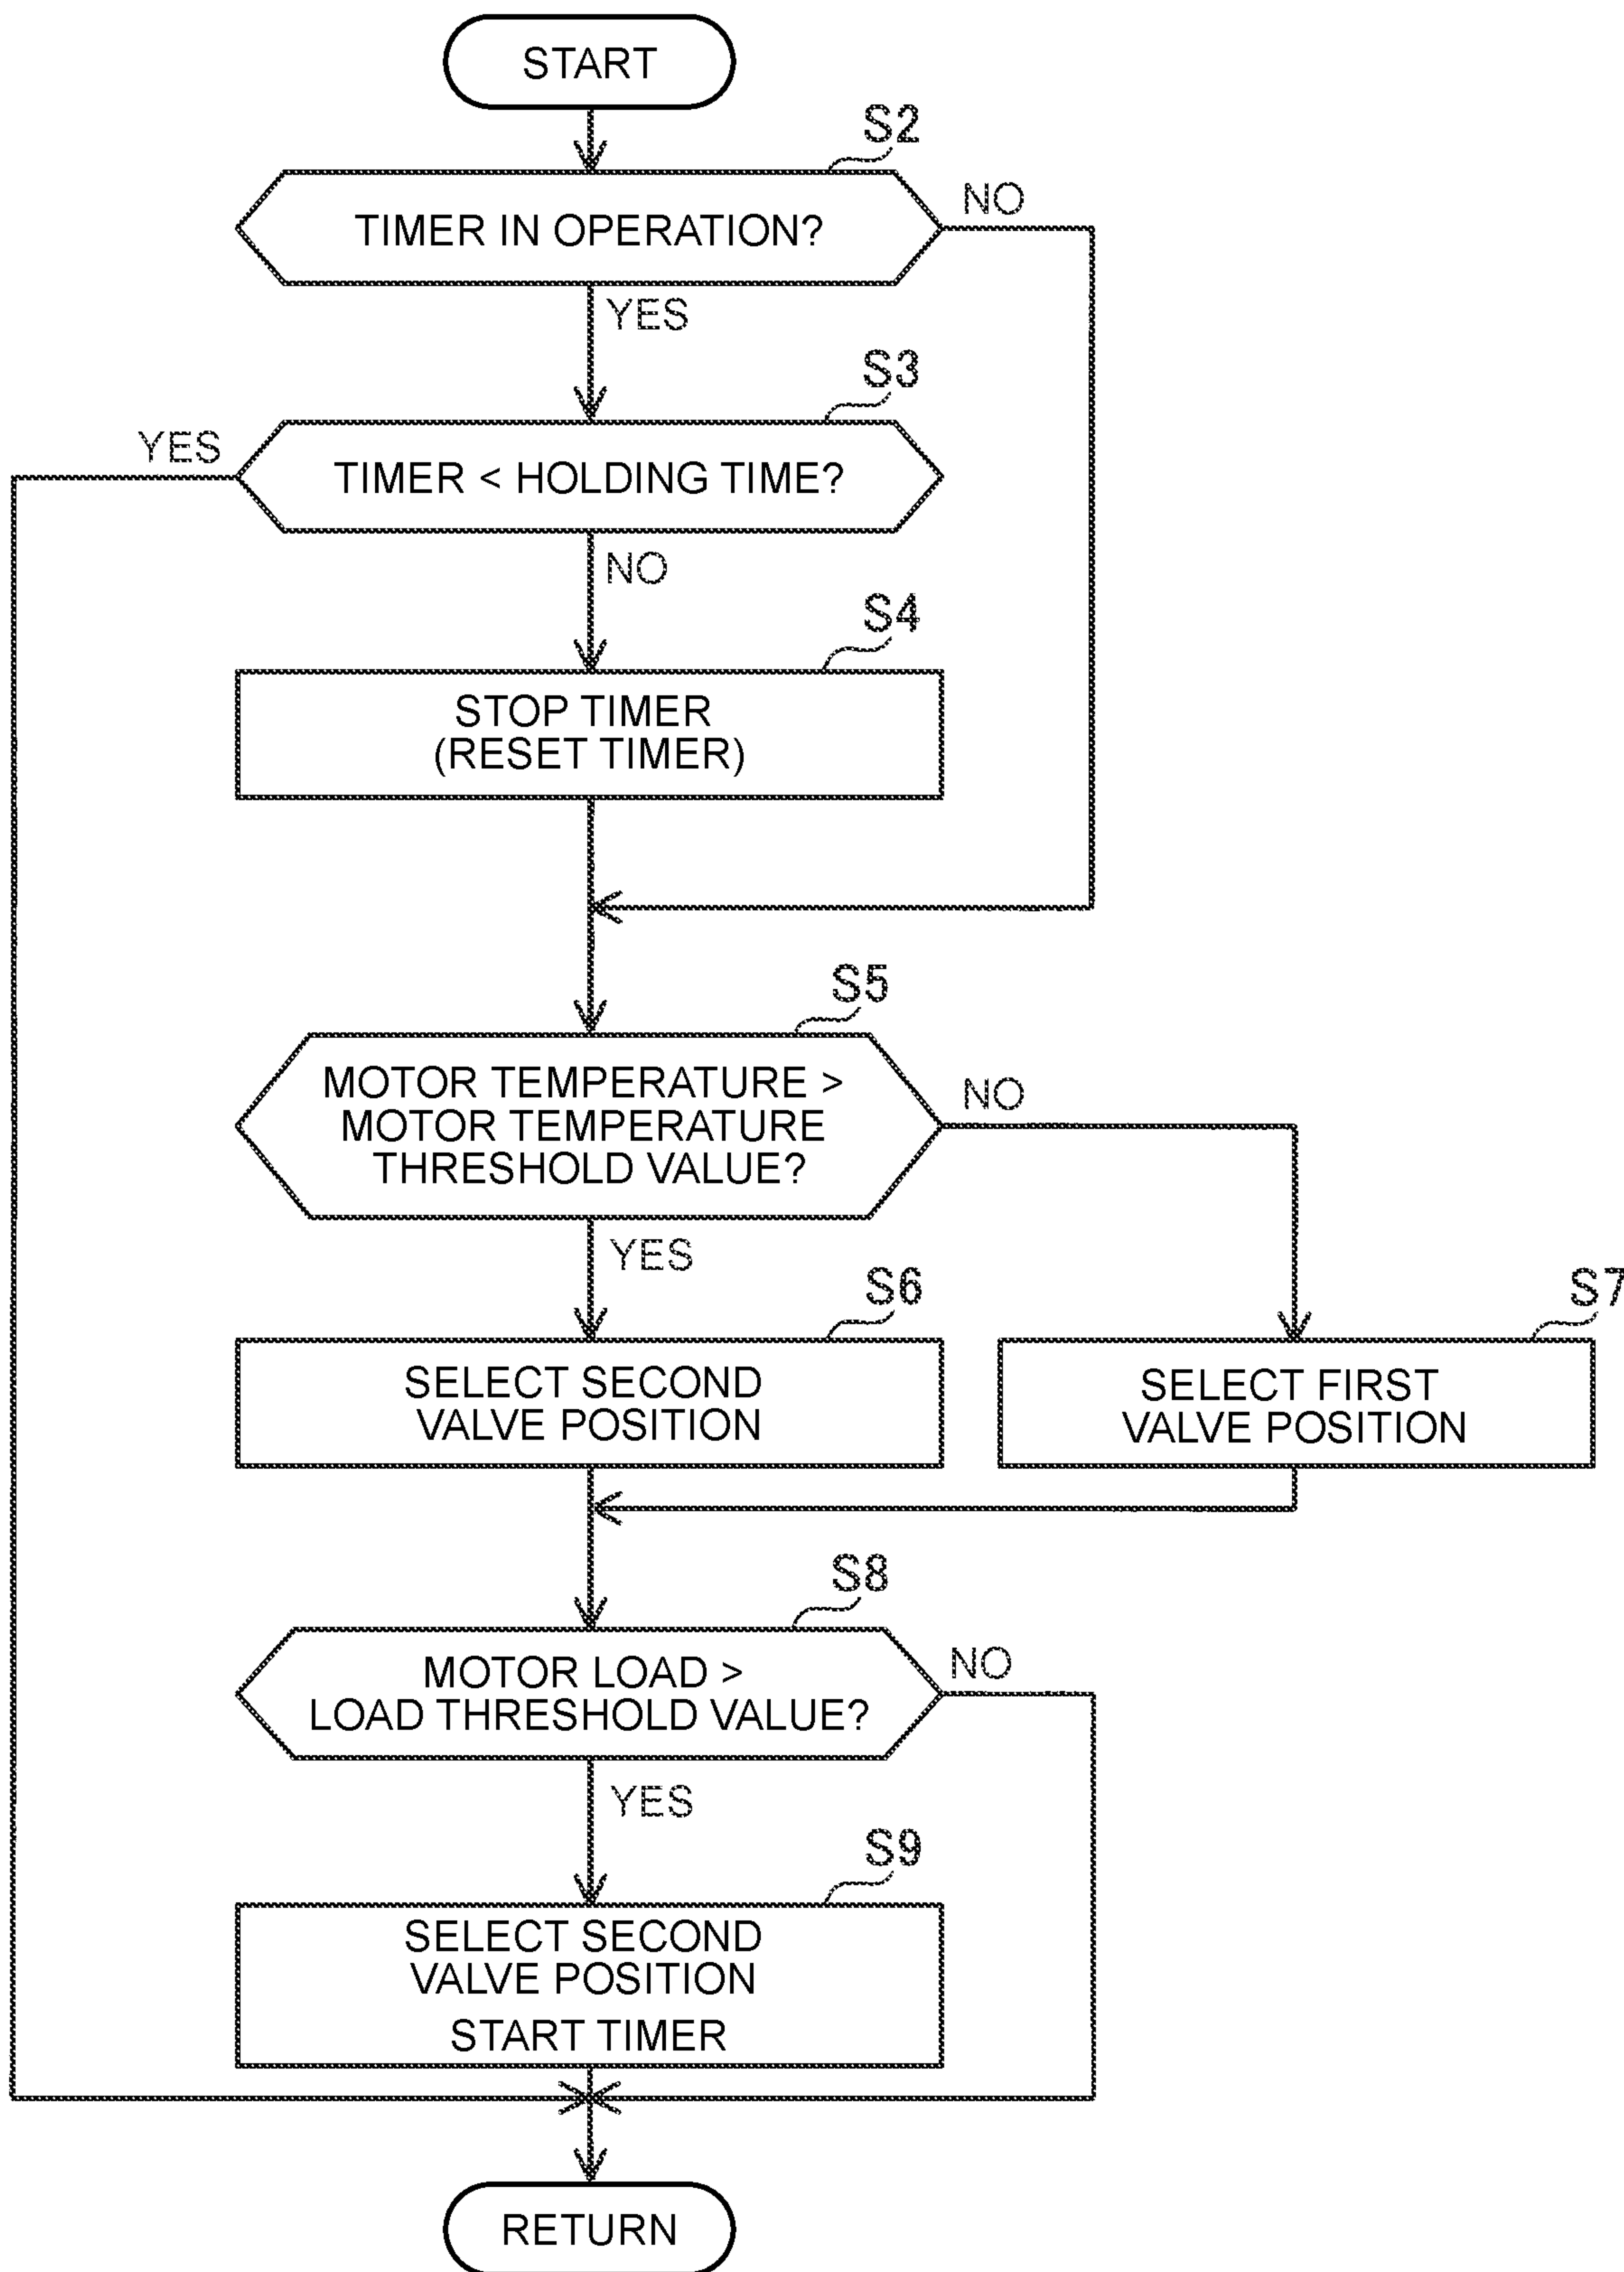 START
S2
TIMER IN OPERATION?
NO
YES
S3
YES
TIMER < HOLDING TIME?
NO
S4
STOP TIMER
(RESET TIMER)
S5
MOTOR TEMPERATURE >
MOTOR TEMPERATURE
THRESHOLD VALUE?
NO
YES
S6
SELECT SECOND
VALVE POSITION
S7
SELECT FIRST
VALVE POSITION
S8
MOTOR LOAD >
LOAD THRESHOLD VALUE?
NO
YES
S9
SELECT SECOND
VALVE POSITION
START TIMER
RETURN